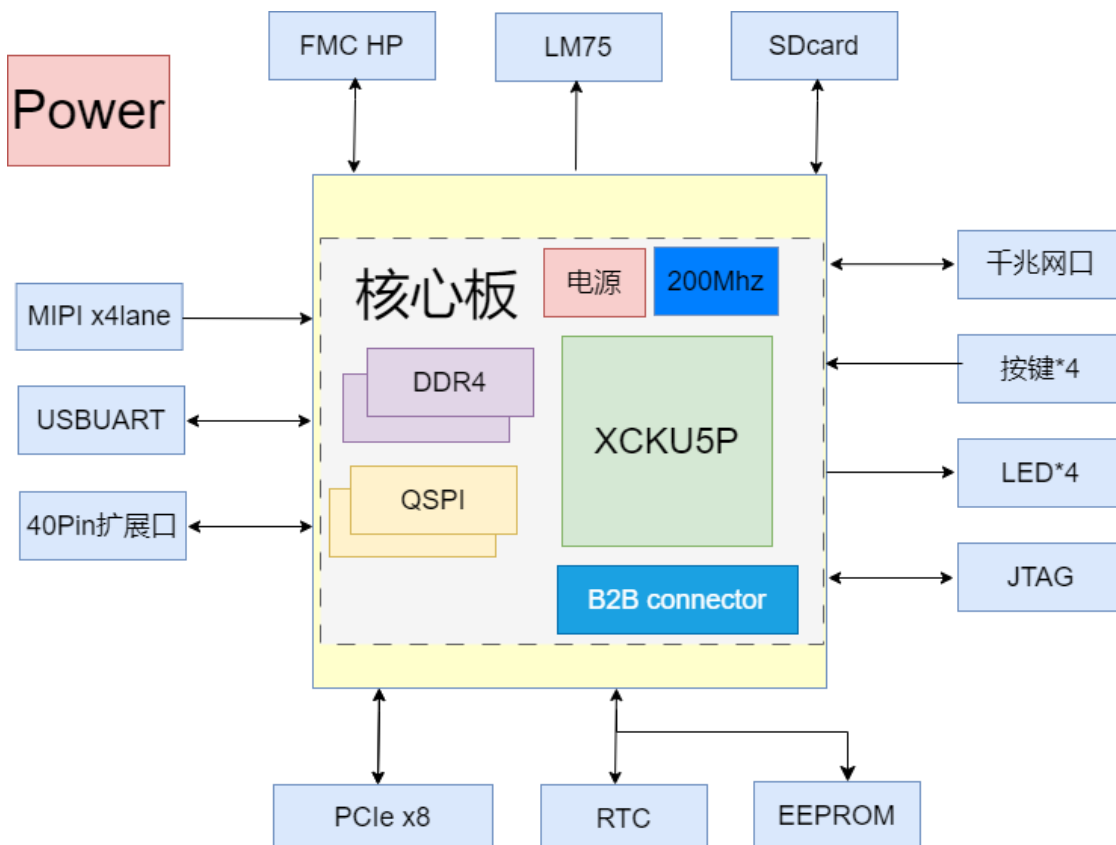 FMC HP
LM75
SDcard
Power
核心板
电源
200Mhz
千兆网口
MIPI x4lane
DDR4
按键*4
USBUART
XCKU5P
QSPI
LED*4
40Pin扩展口
B2B connector
JTAG
PCIe x8
RTC
EEPROM